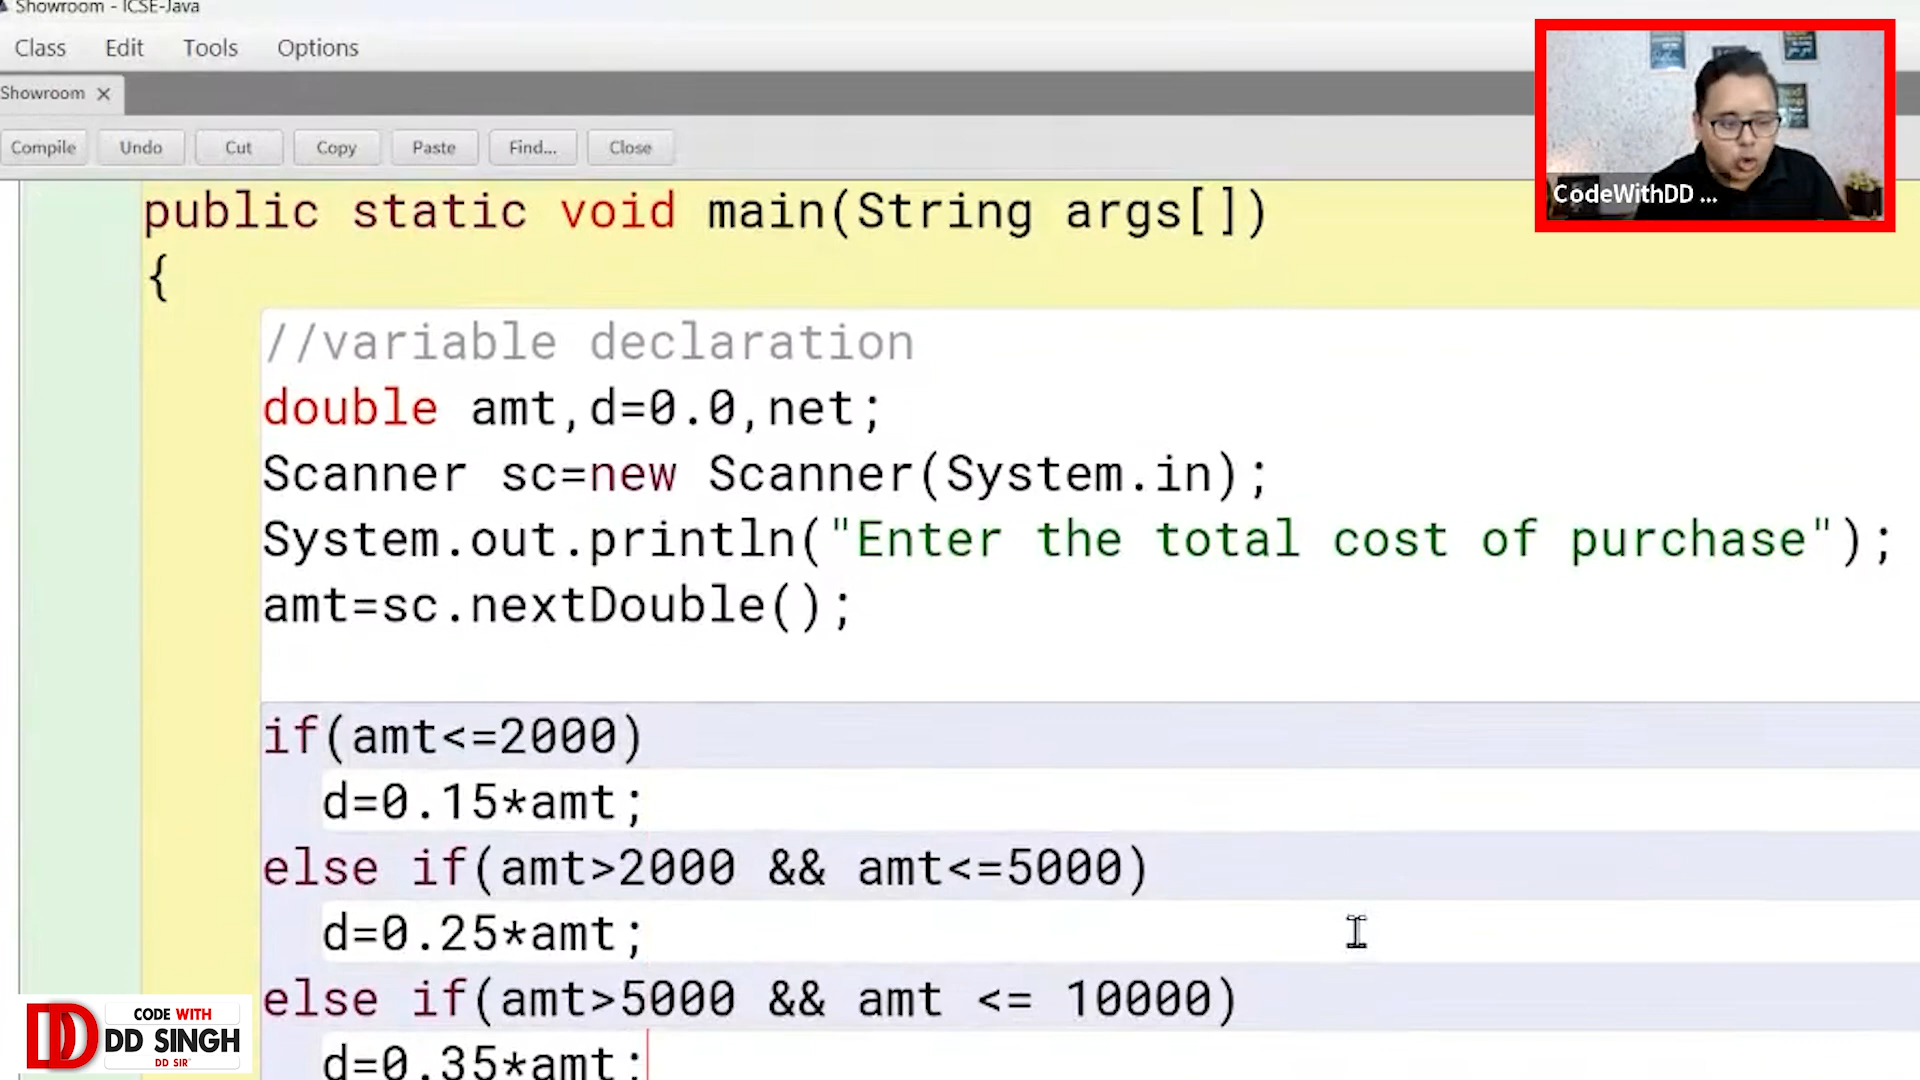 Showroom - ICSE-Java
Class Edit Tools Options
Showroom ×
Compile Undo Cut Copy Paste Find... Close
CodeWithDD ...
public static void main(String args[])
{
//variable declaration
double amt,d=0.0,net;
Scanner sc=new Scanner(System.in);
System.out.println("Enter the total cost of purchase");
amt=sc.nextDouble();
if(amt<=2000)
d=0.15*amt;
else if(amt>2000 && amt<=5000)
d=0.25*amt;
else if(amt>5000 && amt <= 10000)
d=0.35*amt;
DD
CODE WITH
DD SINGH
DD SIR